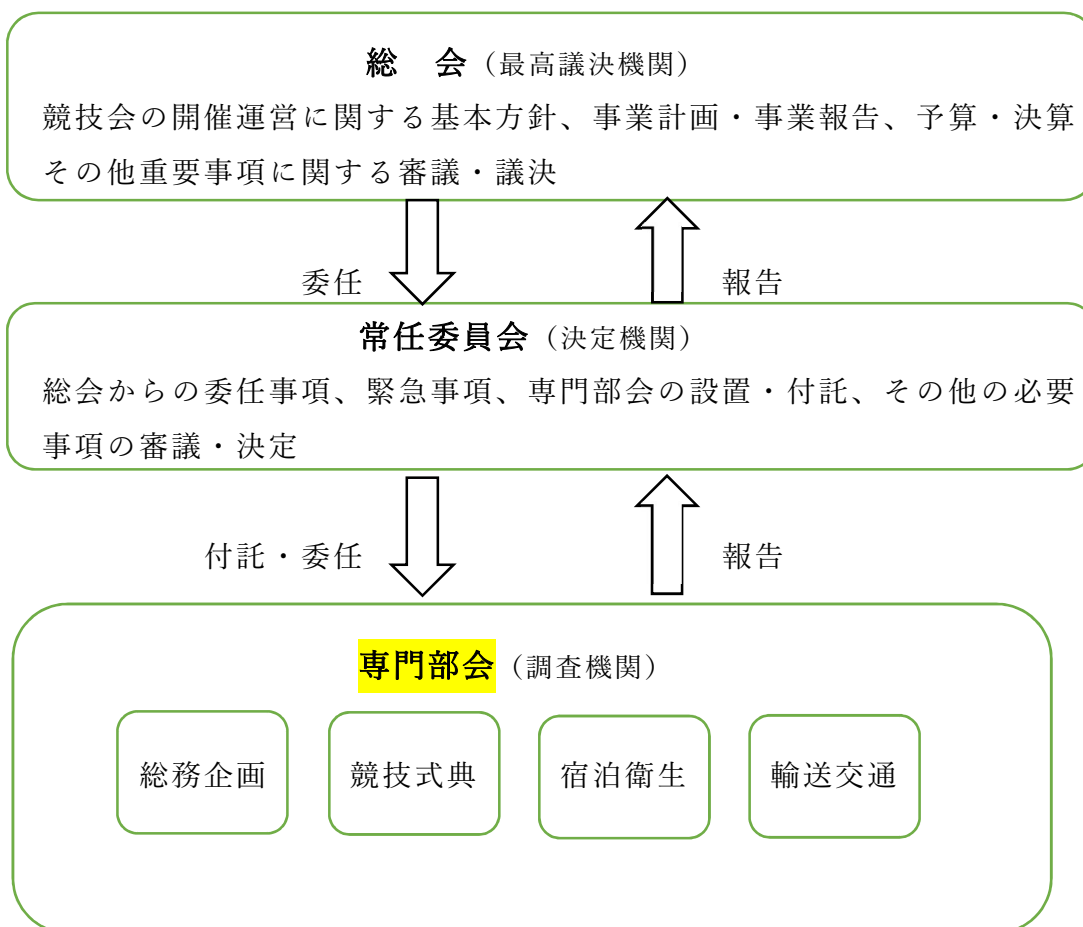 総　会（最高議決機関）
競技会の開催運営に関する基本方針、事業計画・事業報告、予算・決算
その他重要事項に関する審議・議決
委任
報告
常任委員会（決定機関）
総会からの委任事項、緊急事項、専門部会の設置・付託、その他の必要
事項の審議・決定
付託・委任
報告
専門部会（調査機関）
総務企画
競技式典
宿泊衛生
輸送交通